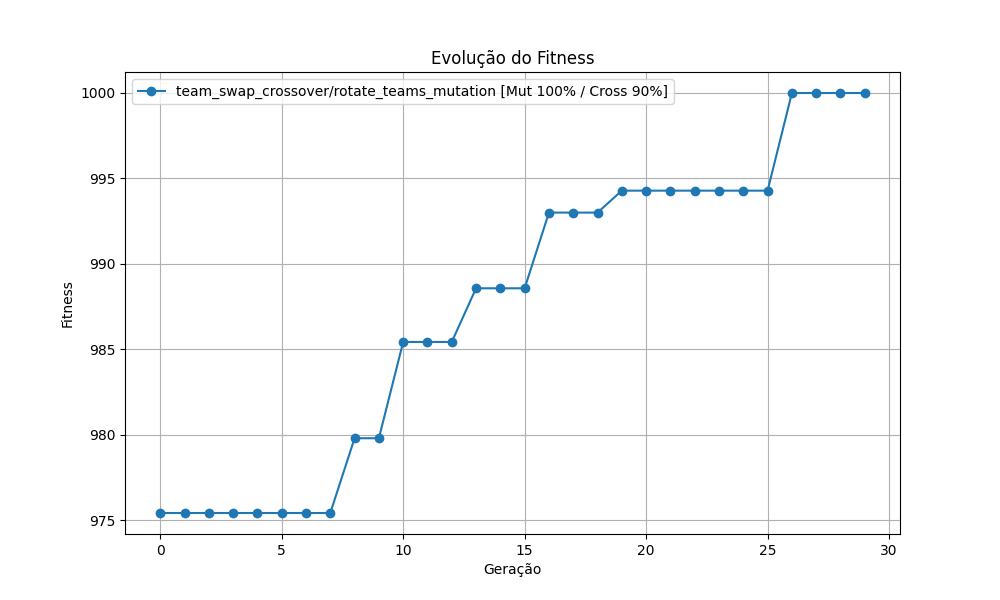 Evolução do Fitness
team_swap_crossover/rotate_teams_mutation [Mut 100% / Cross 90%]
Fitness
1000
995
990
985
980
975
0 5 10 15 20 25 30
Geração